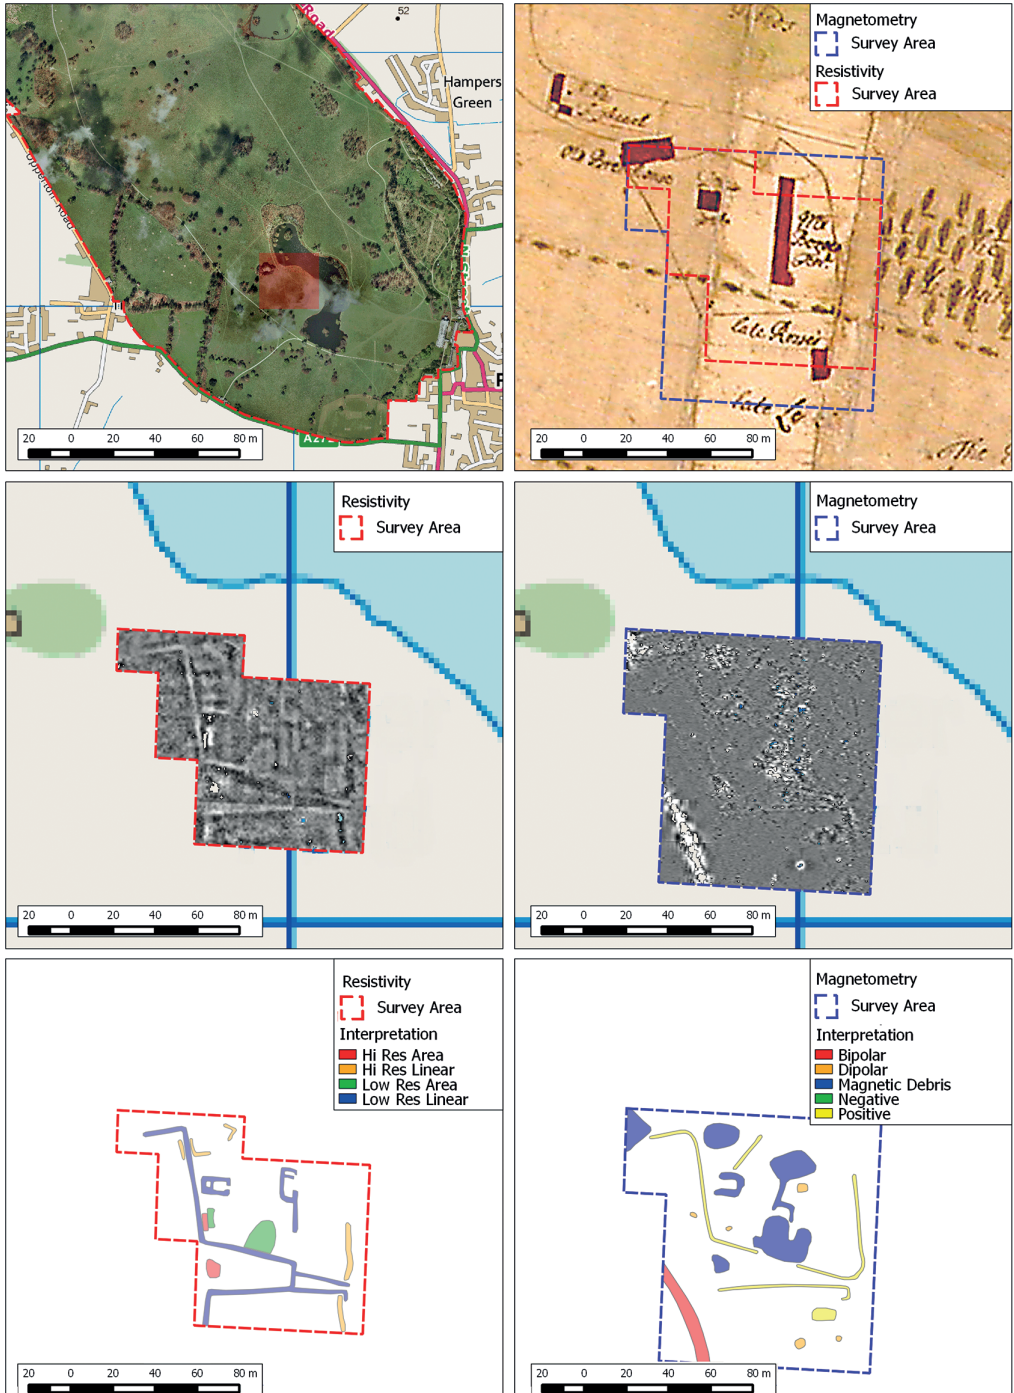 Road
52
Hampers
Green
Road
A272
20 0 20 40 60 80 m
Magnetometry
Survey Area
Resistivity
Survey Area
late
late
20 0 20 40 60 80 m
Resistivity
Survey Area
20 0 20 40 60 80 m
Magnetometry
Survey Area
20 0 20 40 60 80 m
Resistivity
Survey Area
Interpretation
Hi Res Area
Hi Res Linear
Low Res Area
Low Res Linear
20 0 20 40 60 80 m
Magnetometry
Survey Area
Interpretation
Bipolar
Dipolar
Magnetic Debris
Negative
Positive
20 0 20 40 60 80 m